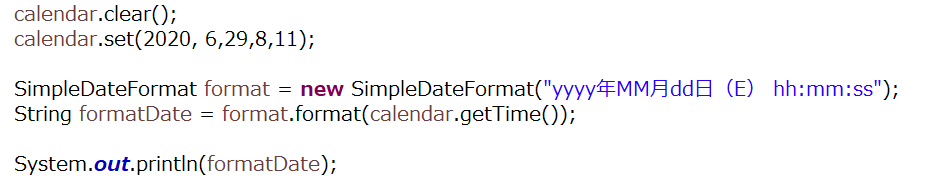 calendar.clear();
calendar.set(2020, 6,29,8,11);
SimpleDateFormat format = new SimpleDateFormat("yyyy年MM月dd日（E） hh:mm:ss");
String formatDate = format.format(calendar.getTime());
System.out.println(formatDate);